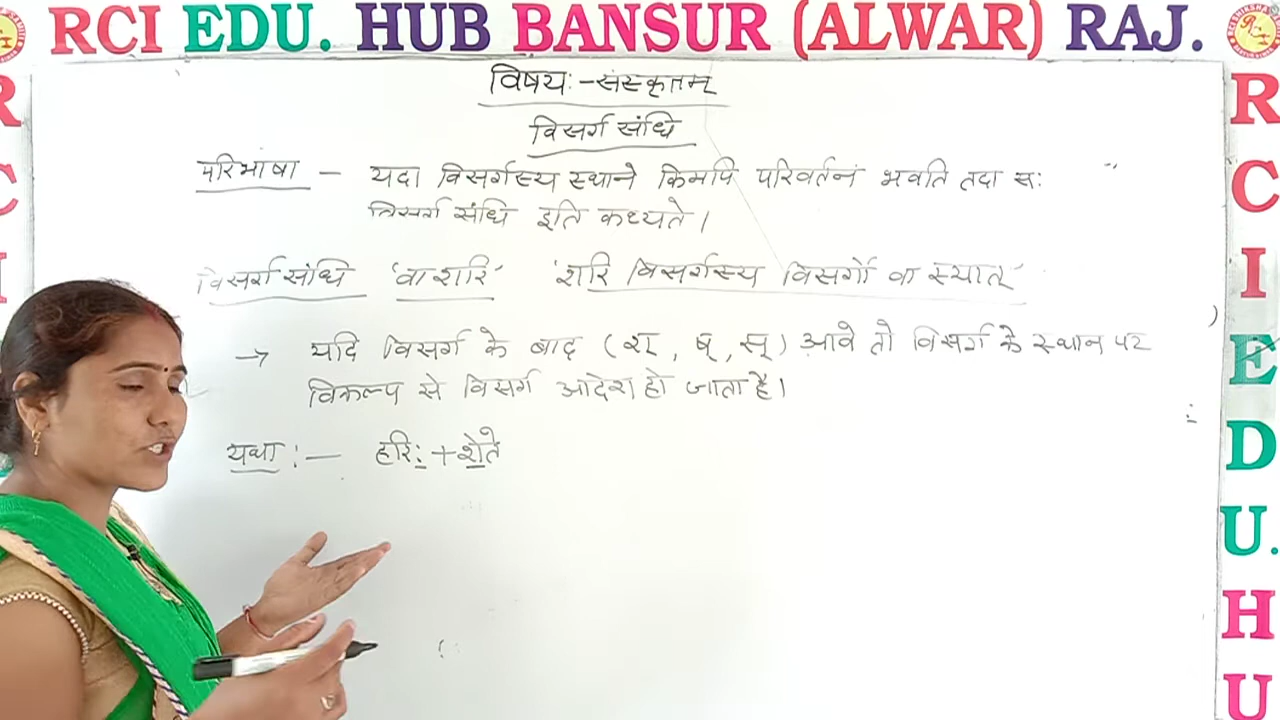 RCI EDU. HUB BANSUR (ALWAR) RAJ.
विषयः-संस्कृतम्
विसर्ग संधि
परिभाषा - यदा विसर्गस्य स्थाने किमपि परिवर्तनं भवति तदा सः
विसर्ग संधि इति कथ्यते।
विसर्ग संधि 'वा शरि' 'शरि विसर्गस्य विसर्गो वा स्यात्'
→ यदि विसर्ग के बाद (श्, ष्, स्) आवे तो विसर्ग के स्थान पर
विकल्प से विसर्ग आदेश हो जाता है।
यथा :- हरिः + शेते
R
C
I
R
C
I
E
D
U.
H
U